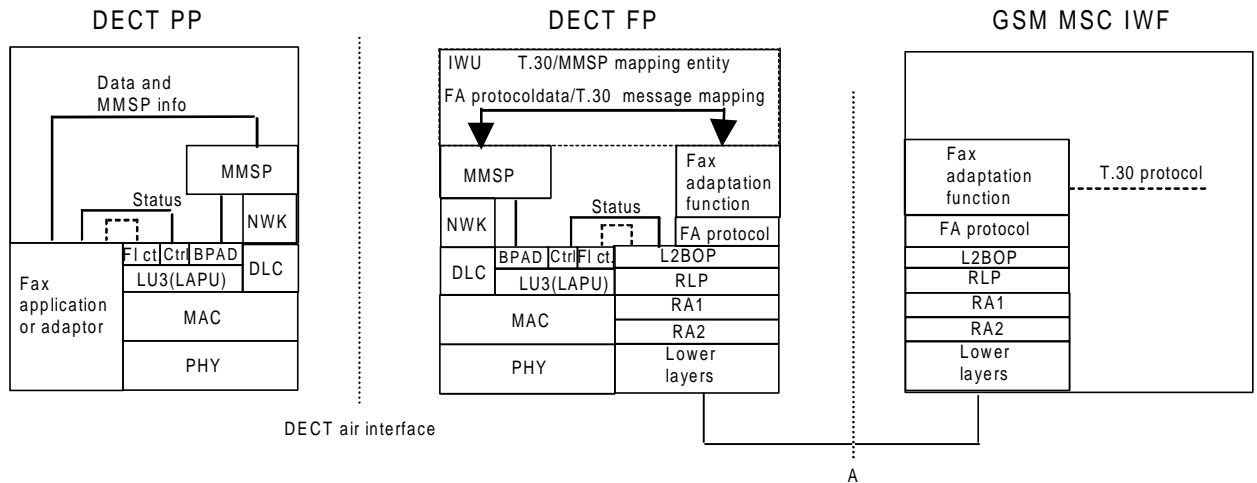 DECT PP
DECT FP
GSM MSC IWF
Data and
MMSP info
MMSP
Status
NWK
Fl ct
Ctrl
BPAD
DLC
LU3(LAPU)
Fax
application
or adaptor
MAC
PHY
DECT air interface
IWU T.30/MMSP mapping entity
FA protocoldata/T.30 message mapping
MMSP
Fax
adaptation
function
Status
NWK
FA protocol
BPAD
Ctrl
Fl ct.
L2BOP
DLC
LU3(LAPU)
RLP
MAC
RA1
RA2
PHY
Lower
layers
A
Fax
adaptation
function
T.30 protocol
FA protocol
L2BOP
RLP
RA1
RA2
Lower
layers